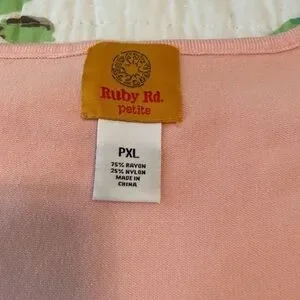 Ruby Rd.
petite
PXL
75% RAYON
25% NYLON
MADE IN
CHINA